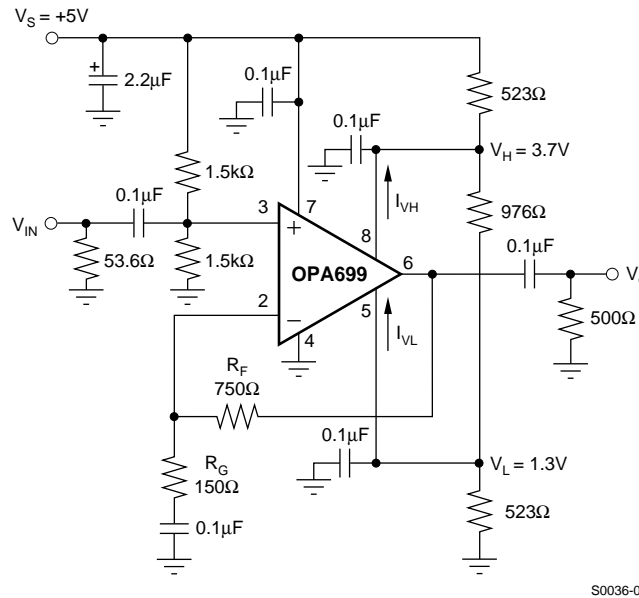 V_S = +5V
2.2µF
0.1µF
523Ω
0.1µF
V_H = 3.7V
1.5kΩ
I_VH
976Ω
0.1µF
V_IN
3
7
8
6
0.1µF
53.6Ω
1.5kΩ
OPA699
2
5
4
I_VL
500Ω
R_F
750Ω
0.1µF
V_L = 1.3V
R_G
150Ω
523Ω
0.1µF